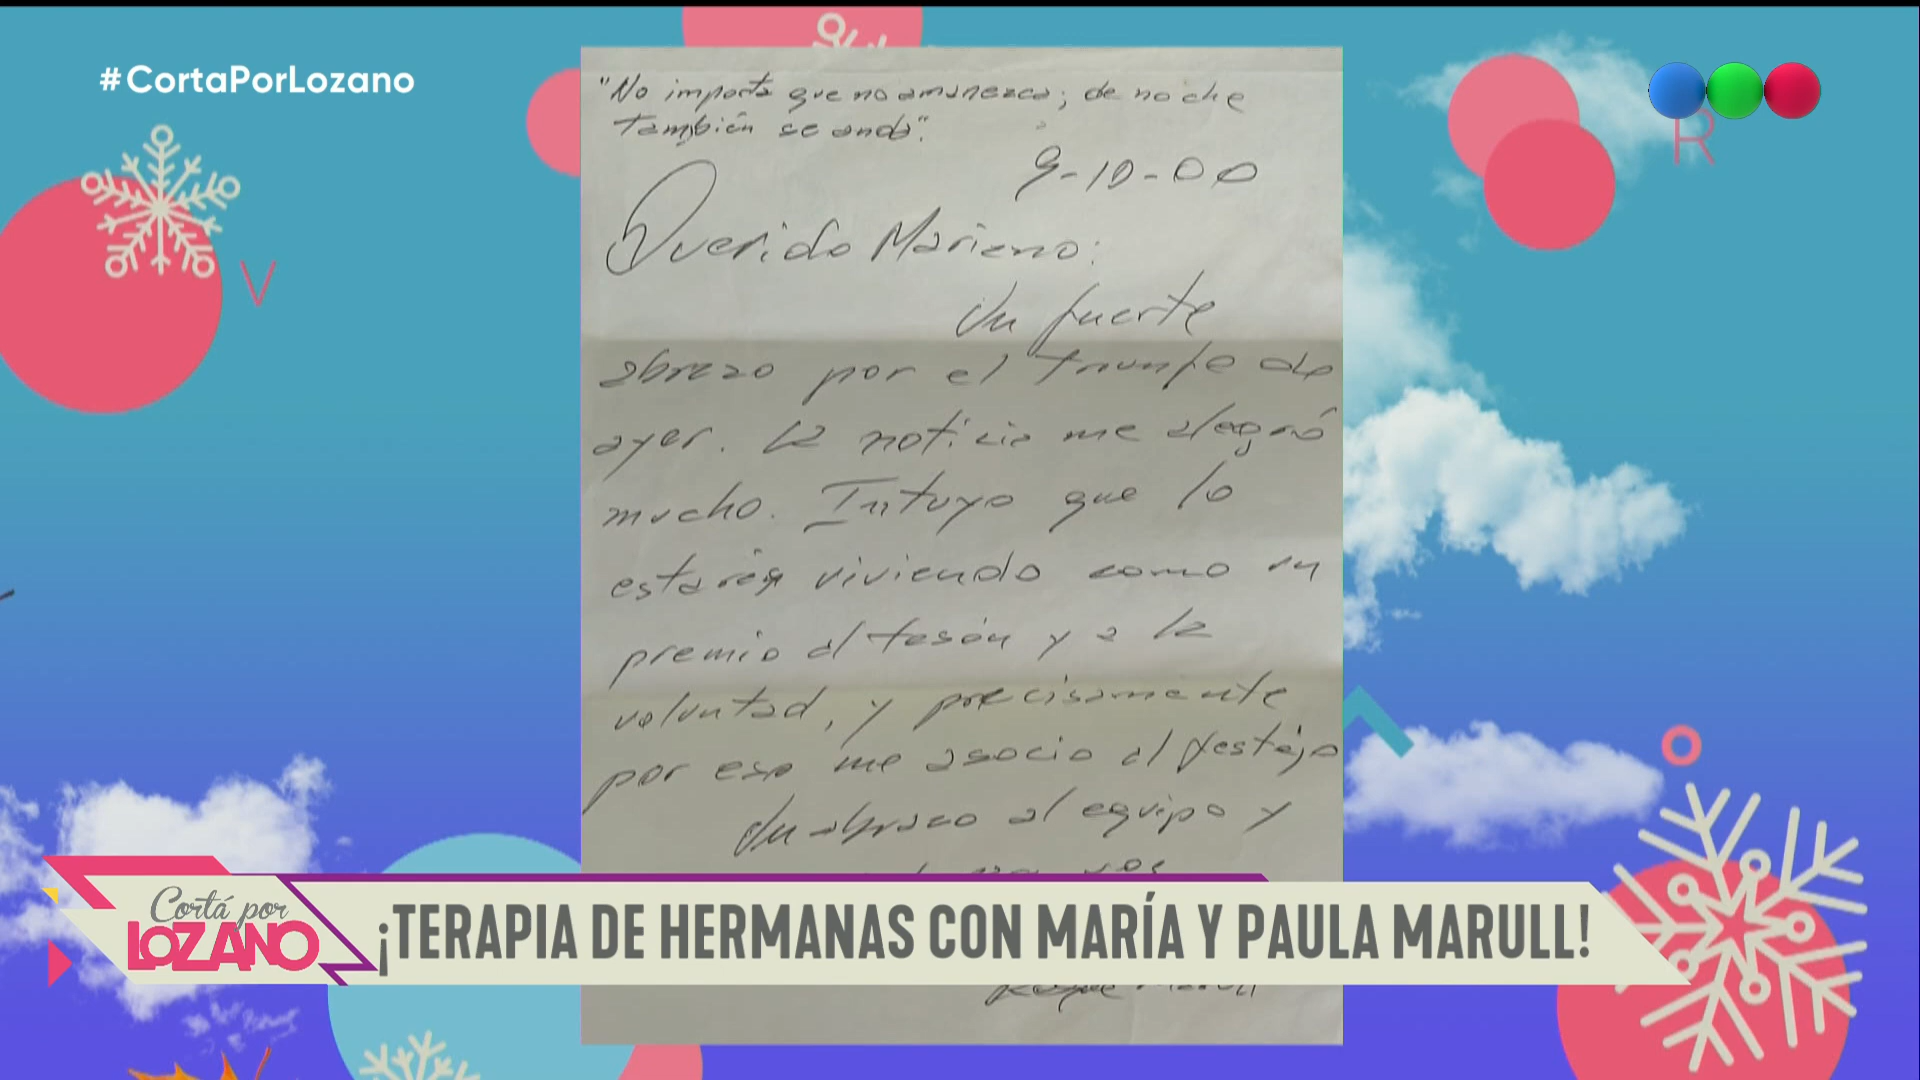 #CortaPorLozano
"No importa que no amanezca; de noche
también se anda".
9-10-00
Querido Mariano:
Un fuerte
abrazo por el triunfo de
ayer. La noticia me alegró
mucho. Intuyo que lo
estarás viviendo como un
premio al tesón y a la
voluntad, y precisamente
por eso me asocio al festejo
Un abrazo al equipo y
vos
V
R
Cortá por
LOZANO
¡TERAPIA DE HERMANAS CON MARÍA Y PAULA MARULL!
Marull